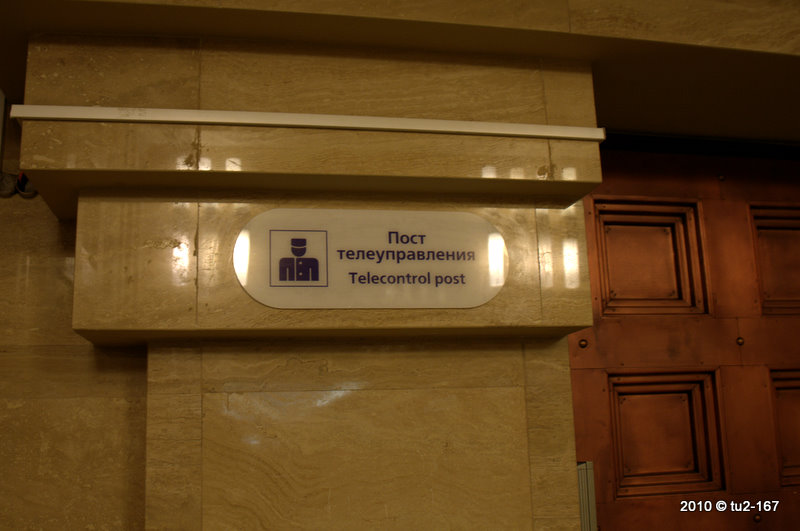 Пост
телеуправления
Telecontrol post
2010 © tu2-167